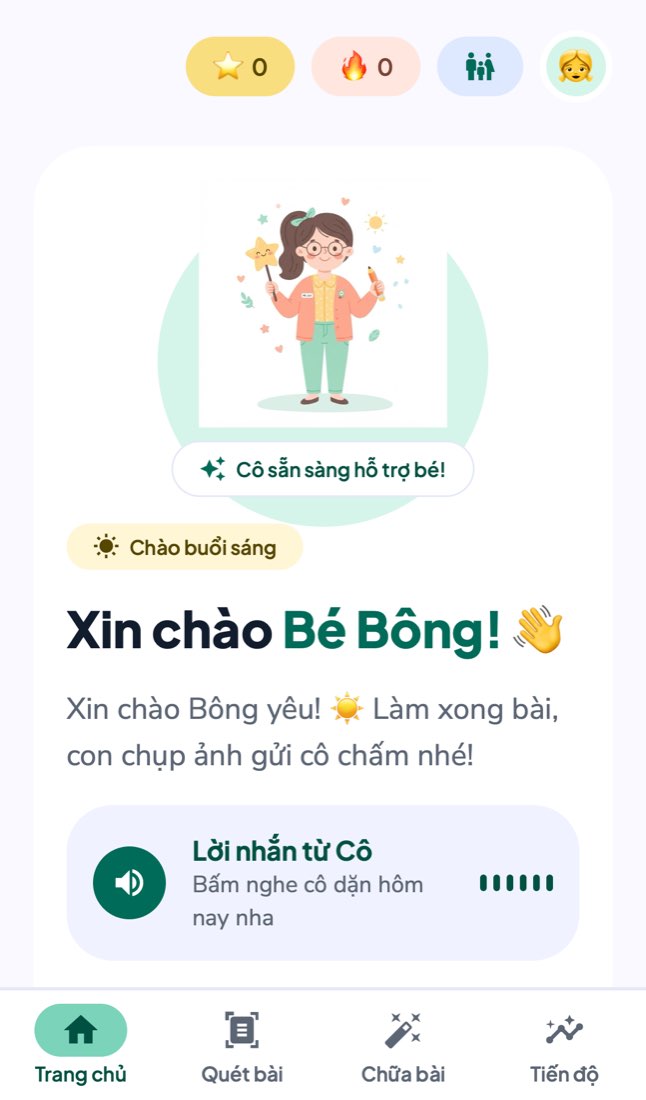 ⭐ 0 🔥 0
Cô sẵn sàng hỗ trợ bé!
Chào buổi sáng
Xin chào Bé Bông! 👋
Xin chào Bông yêu! ☀️ Làm xong bài,
con chụp ảnh gửi cô chấm nhé!
Lời nhắn từ Cô
Bấm nghe cô dặn hôm
nay nha
Trang chủ Quét bài Chữa bài Tiến độ